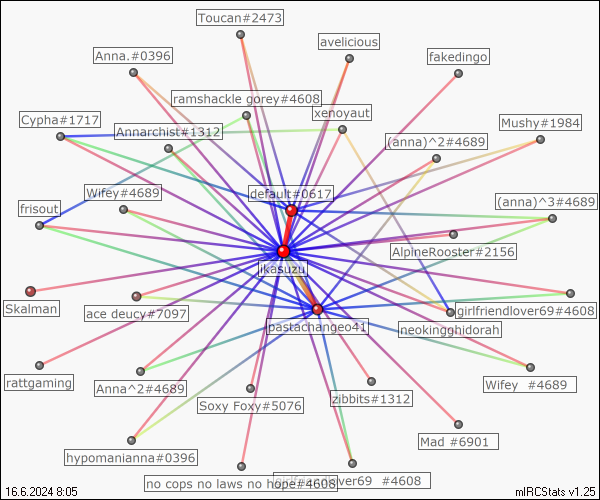 Toucan#2473
avelicious
Anna.#0396
fakedingo
ramshackle gorey#4608
xenoyaut
Cypha#1717
Annarchist#1312
Mushy#1984
(anna)^2#4689
Wifey#4689
default#0617
(anna)^3#4689
frisout
AlpineRooster#2156
ikasuzu
Skalman
ace deucy#7097
girlfriendlover69#4608
pastachange041
neokingghidorah
rattgaming
Anna^2#4689
Wifey #4689
zibbits#1312
Soxy Foxy#5076
Mad #6901
hypomanianna#0396
no cops no laws no hope#4608
girlfriendlover69 #4608
16.6.2024 8:05
mIRCStats v1.25